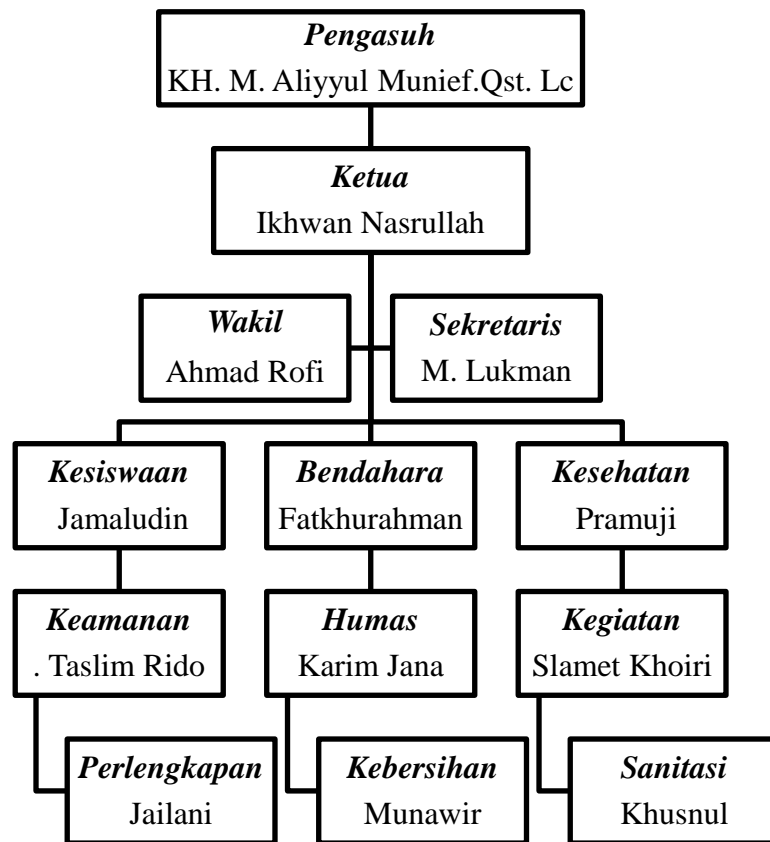 Pengasuh
KH. M. Aliyyul Munief.Qst. Lc
Ketua
Ikhwan Nasrullah
Wakil
Ahmad Rofi
Sekretaris
M. Lukman
Kesiswaan
Jamaludin
Bendahara
Fatkhurahman
Kesehatan
Pramuji
Keamanan
. Taslim Rido
Humas
Karim Jana
Kegiatan
Slamet Khoiri
Perlengkapan
Jailani
Kebersihan
Munawir
Sanitasi
Khusnul